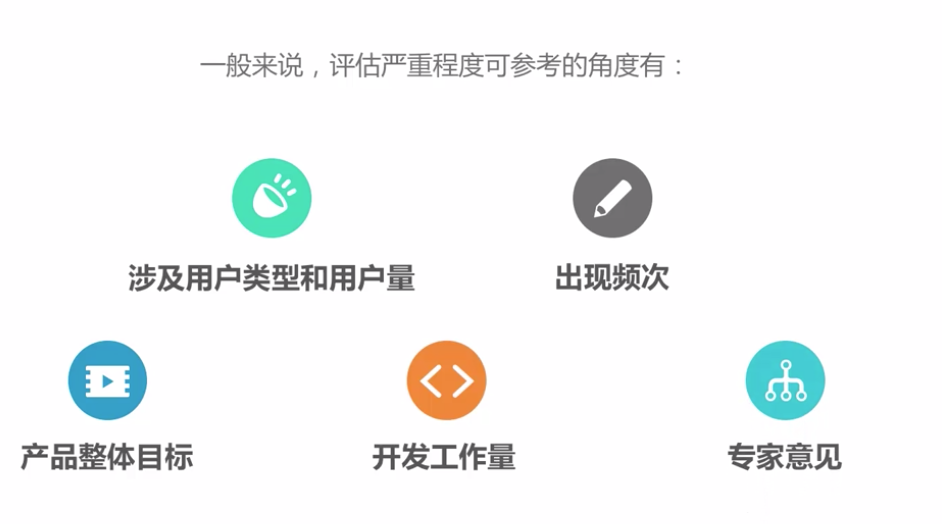 一般来说，评估严重程度可参考的角度有：
涉及用户类型和用户量
出现频次
产品整体目标
开发工作量
专家意见